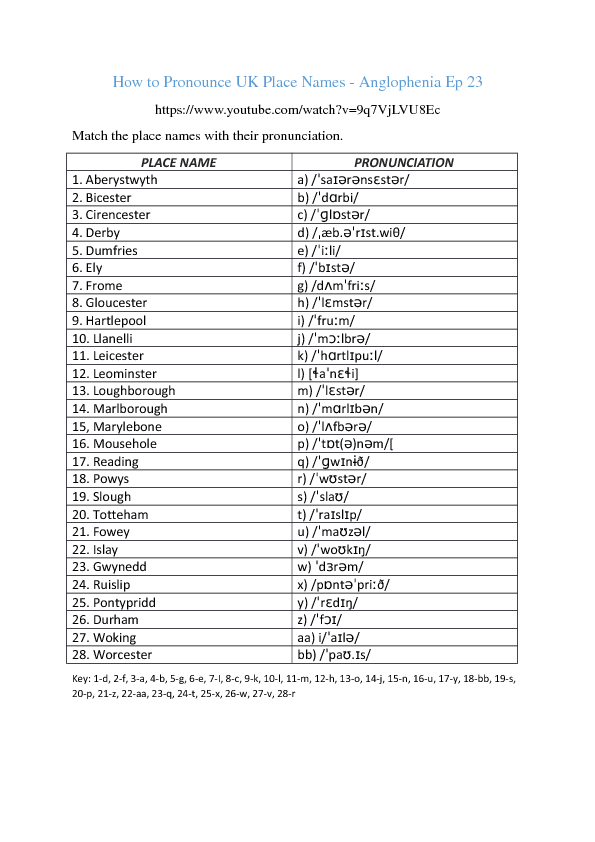 How to Pronounce UK Place Names - Anglophenia Ep 23
https://www.youtube.com/watch?v=9q7VjLVU8Ec
Match the place names with their pronunciation.
PLACE NAME PRONUNCIATION
1. Aberystwyth a) /ˈsaɪərənsɛstər/
2. Bicester b) /ˈdɑrbi/
3. Cirencester c) /ˈɡlɒstər/
4. Derby d) /ˌæb.əˈrɪst.wiθ/
5. Dumfries e) /ˈiːli/
6. Ely f) /ˈbɪstə/
7. Frome g) /dʌmˈfriːs/
8. Gloucester h) /ˈlɛmstər/
9. Hartlepool i) /ˈfruːm/
10. Llanelli j) /ˈmɔːlbrə/
11. Leicester k) /ˈhɑrtlɪpuːl/
12. Leominster l) [ɬaˈnɛɬi]
13. Loughborough m) /ˈlɛstər/
14. Marlborough n) /ˈmɑrlɪbən/
15, Marylebone o) /ˈlʌfbərə/
16. Mousehole p) /ˈtɒt(ə)nəm/[
17. Reading q) /ˈɡwɪnɨð/
18. Powys r) /ˈwʊstər/
19. Slough s) /ˈslaʊ/
20. Totteham t) /ˈraɪslɪp/
21. Fowey u) /ˈmaʊzəl/
22. Islay v) /ˈwoʊkɪŋ/
23. Gwynedd w) ˈdɜrəm/
24. Ruislip x) /pɒntəˈpriːð/
25. Pontypridd y) /ˈrɛdɪŋ/
26. Durham z) /ˈfɔɪ/
27. Woking aa) i/ˈaɪlə/
28. Worcester bb) /ˈpaʊ.ɪs/
Key: 1-d, 2-f, 3-a, 4-b, 5-g, 6-e, 7-I, 8-c, 9-k, 10-l, 11-m, 12-h, 13-o, 14-j, 15-n, 16-u, 17-y, 18-bb, 19-s,
20-p, 21-z, 22-aa, 23-q, 24-t, 25-x, 26-w, 27-v, 28-r